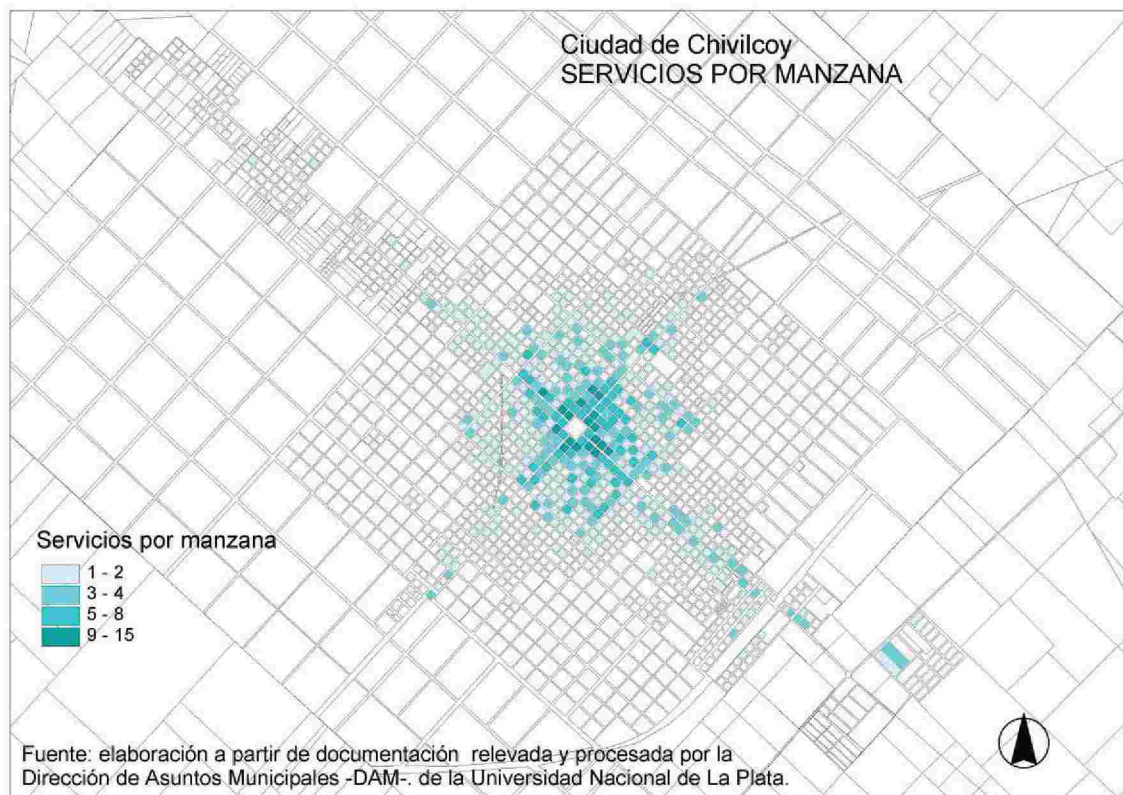 Ciudad de Chivilcoy
SERVICIOS POR MANZANA
Servicios por manzana
1 - 2
3 - 4
5 - 8
9 - 15
Fuente: elaboración a partir de documentación relevada y procesada por la
Dirección de Asuntos Municipales -DAM-. de la Universidad Nacional de La Plata.